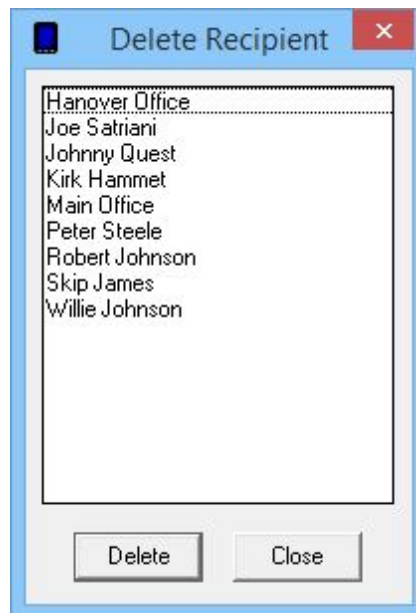 Delete Recipient
Hanover Office
Joe Satriani
Johnny Quest
Kirk Hammet
Main Office
Peter Steele
Robert Johnson
Skip James
Willie Johnson
Delete
Close